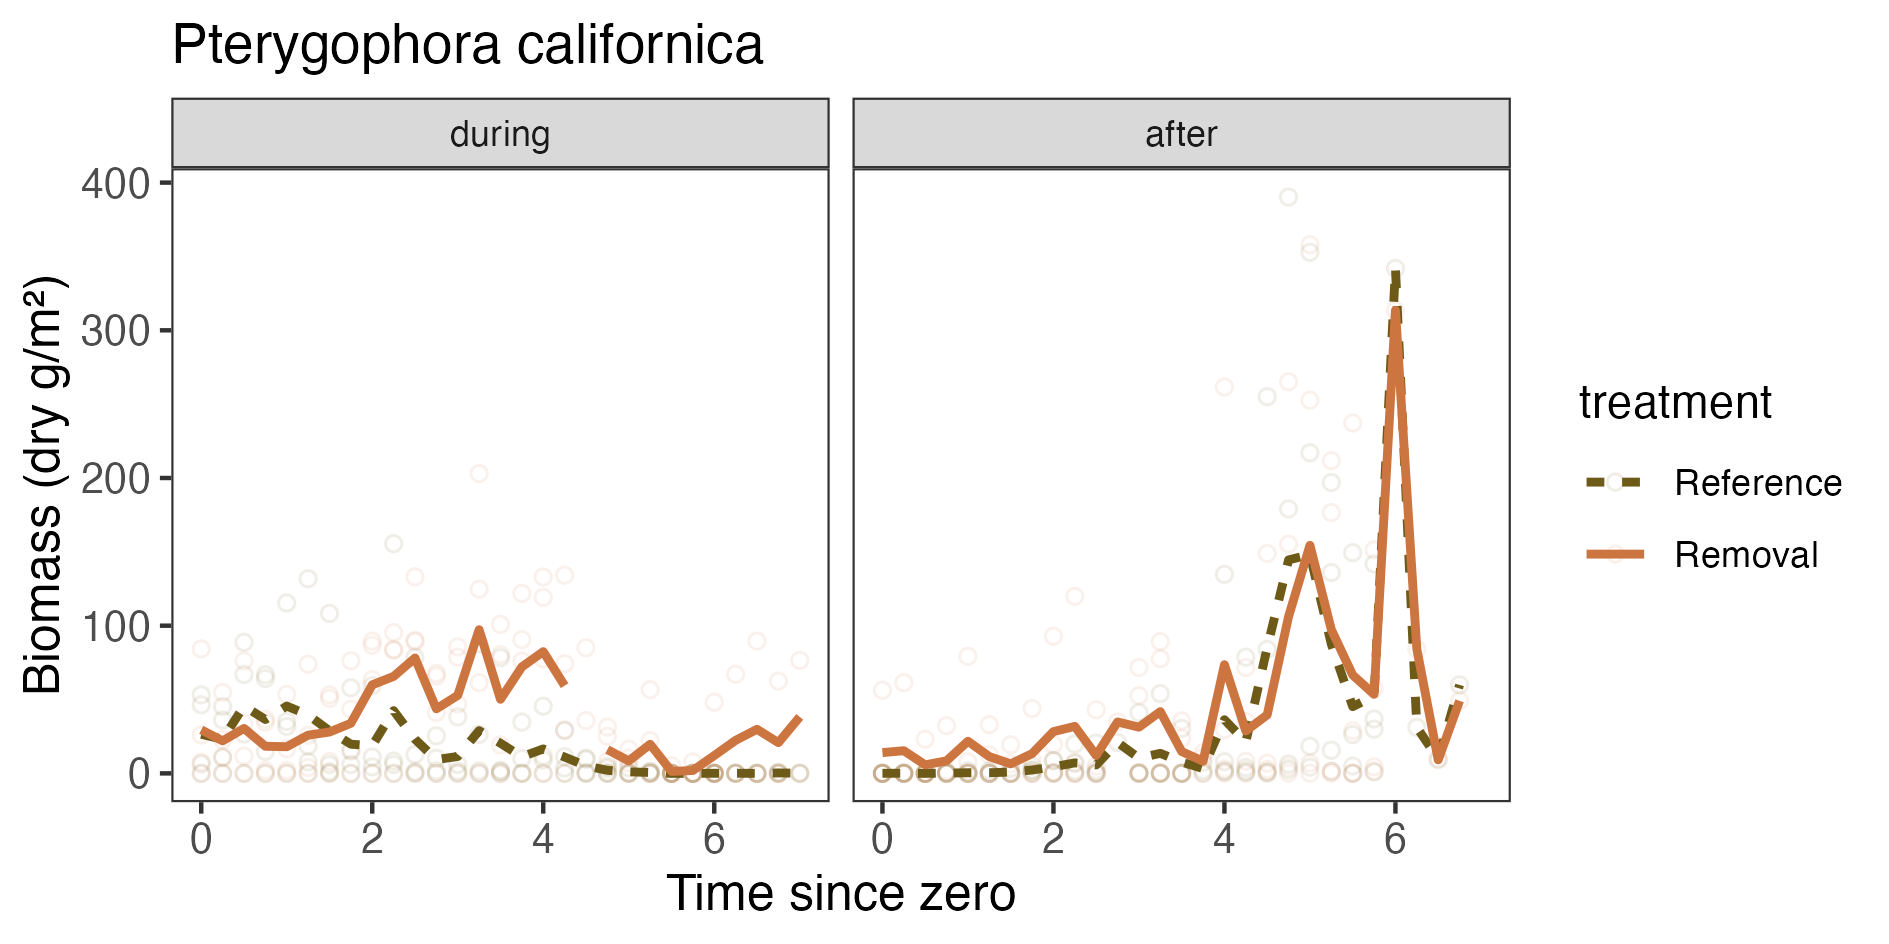 Pterygophora californica
during
after
Biomass (dry g/m²)
400
300
200
100
0
0 2 4 6
0 2 4 6
Time since zero
treatment
Reference
Removal